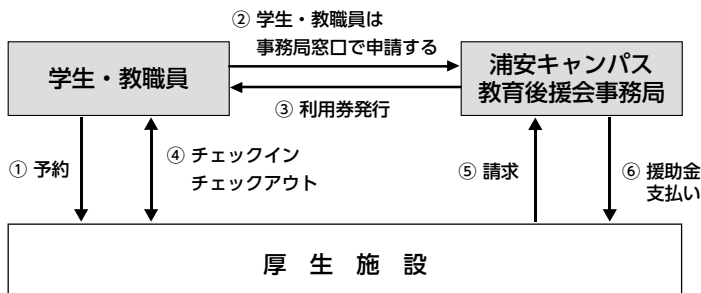 ② 学生・教職員は
事務局窓口で申請する
学生・教職員
浦安キャンパス
教育後援会事務局
③ 利用券発行
① 予約
④ チェックイン
チェックアウト
⑤ 請求
⑥ 援助金
支払い
厚 生 施 設